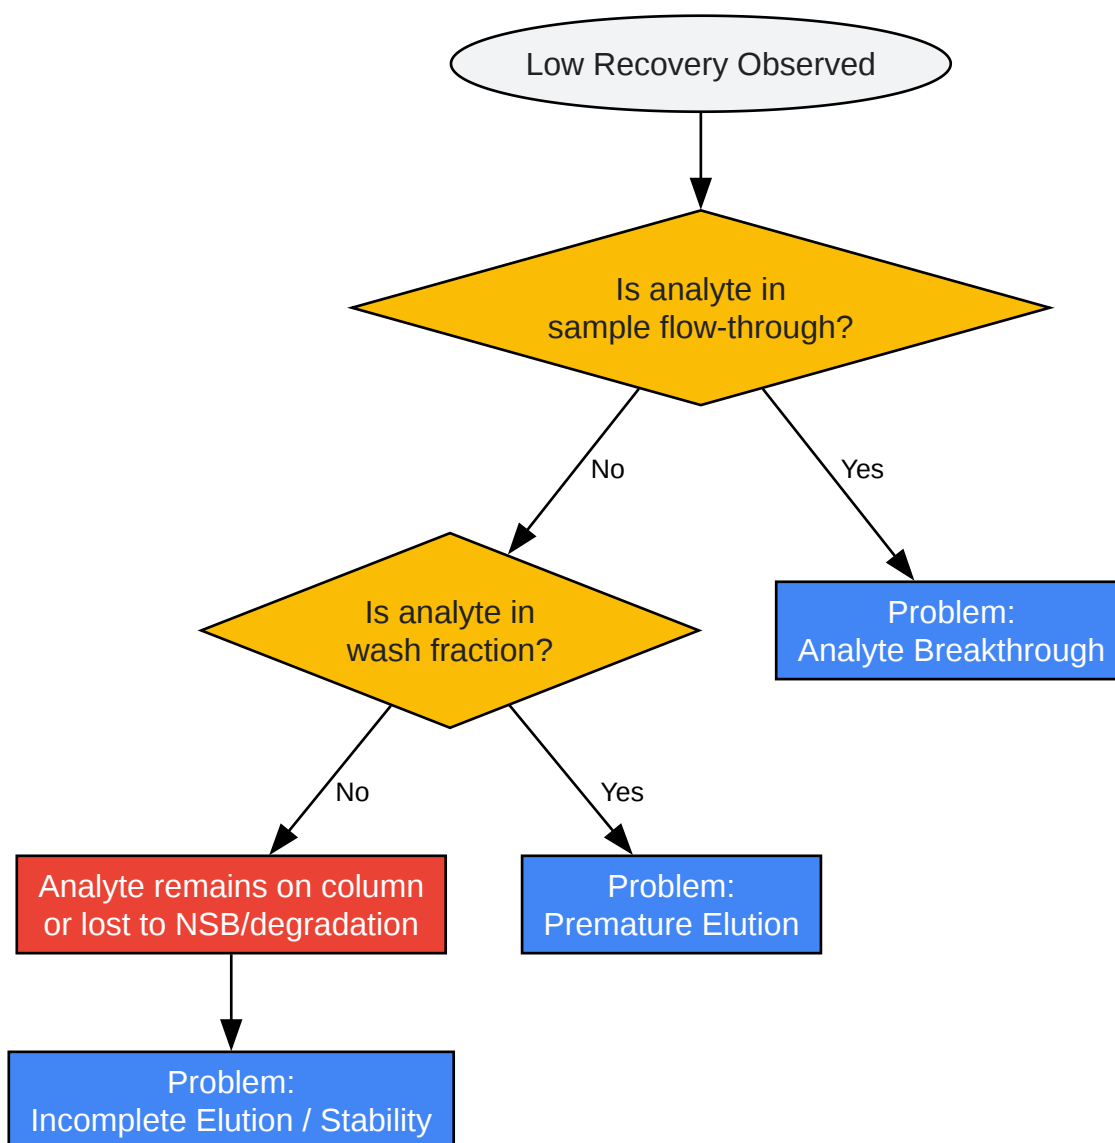 Low Recovery Observed
Is analyte in
sample flow-through?
No
Yes
Is analyte in
wash fraction?
Problem:
Analyte Breakthrough
No
Yes
Analyte remains on column
or lost to NSB/degradation
Problem:
Premature Elution
Problem:
Incomplete Elution / Stability